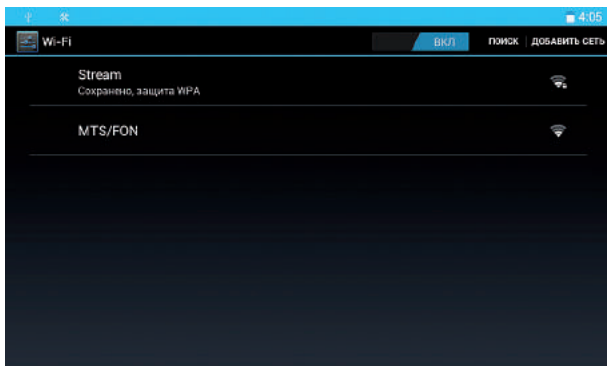 4:05
Wi-Fi ВКЛ ПОИСК ДОБАВИТЬ СЕТЬ
Stream
Сохранено, защита WPA
MTS/FON